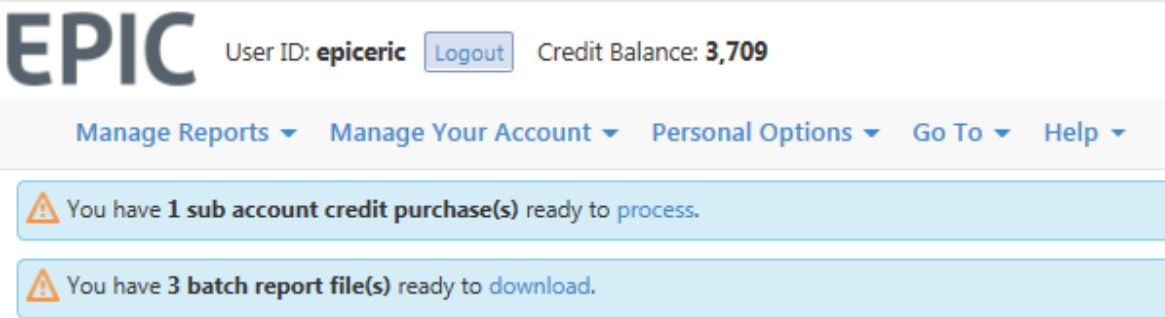 EPIC User ID: epiceric Logout Credit Balance: 3,709
Manage Reports Manage Your Account Personal Options Go To Help
You have 1 sub account credit purchase(s) ready to process.
You have 3 batch report file(s) ready to download.